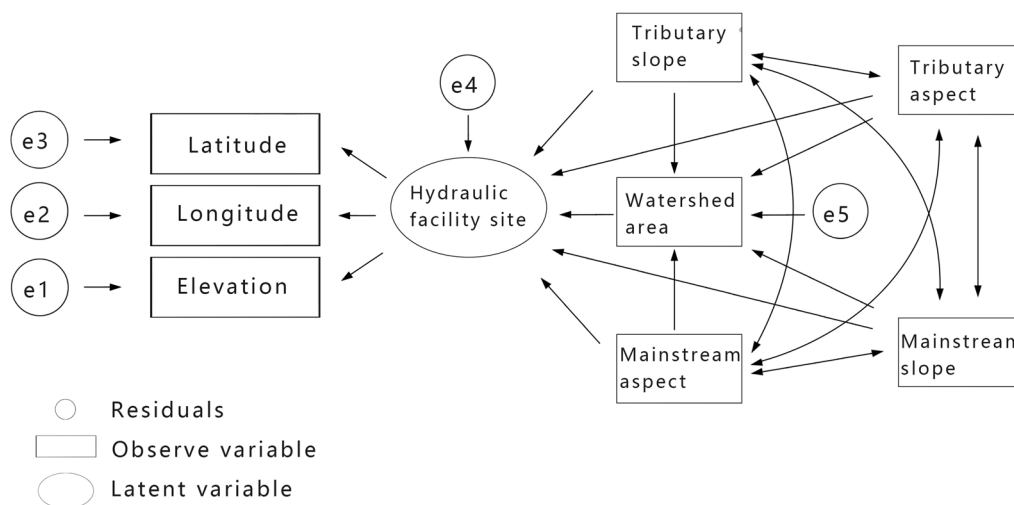 Tributary
slope
Tributary
aspect
e4
e3
Latitude
Hydraulic
facility site
e2
Longitude
Watershed
area
e5
e1
Elevation
Mainstream
aspect
Mainstream
slope
Residuals
Observe variable
Latent variable